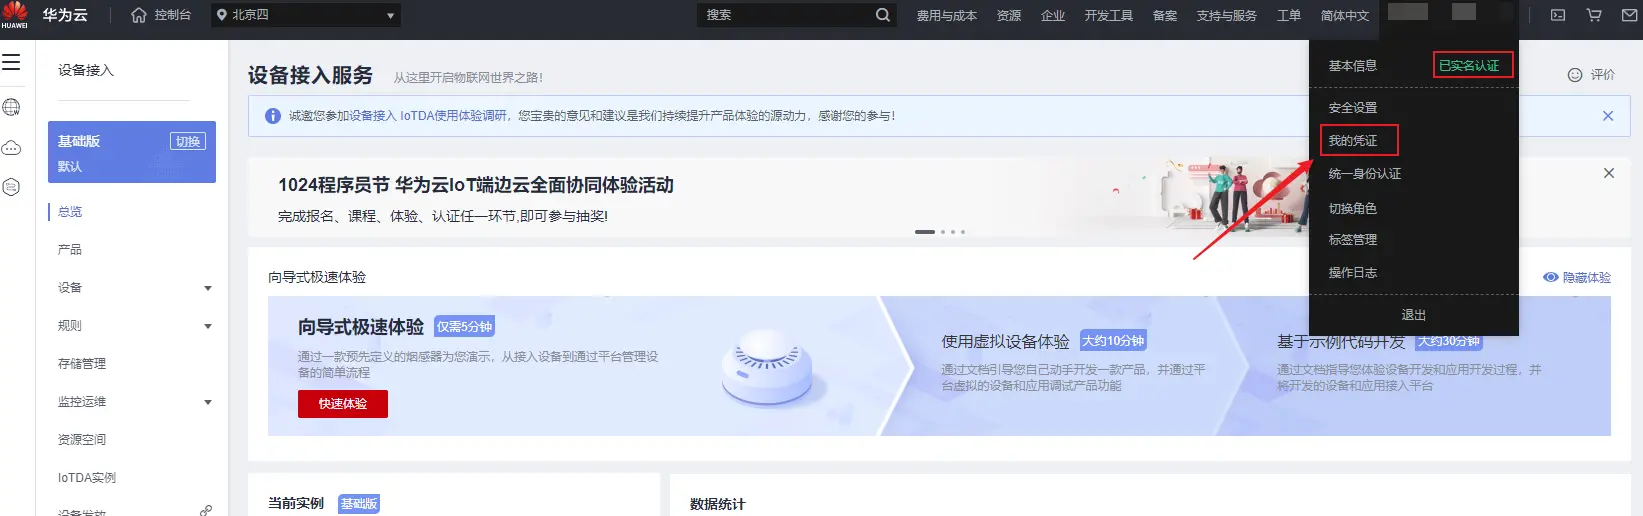 HUAWEI
华为云
控制台
北京四
搜索
费用与成本
资源
企业
开发工具
备案
支持与服务
工单
简体中文
基本信息
已实名认证
安全设置
我的凭证
统一身份认证
切换角色
标签管理
操作日志
退出
设备接入
基础版
切换
默认
总览
产品
设备
规则
存储管理
监控运维
资源空间
IoTDA实例
设备发放
设备接入服务
从这里开启物联网世界之路!
评价
诚邀您参加设备接入 IoTDA使用体验调研，您宝贵的意见和建议是我们持续提升产品体验的源动力，感谢您的参与!
1024程序员节 华为云IoT端边云全面协同体验活动
完成报名、课程、体验、认证任一环节,即可参与抽奖!
向导式极速体验
隐藏体验
向导式极速体验
仅需5分钟
通过一款预先定义的烟感器为您演示，从接入设备到通过平台管理设
备的简单流程
快速体验
使用虚拟设备体验
大约10分钟
通过文档引导您自己动手开发一款产品，并通过平
台虚拟的设备和应用调试产品功能
基于示例代码开发
大约30分钟
通过文档指导您体验设备开发和应用开发过程，并
将开发的设备和应用接入平台
当前实例
基础版
数据统计